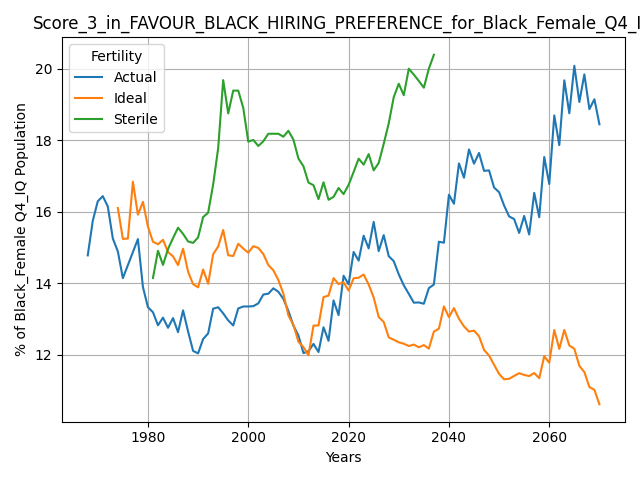 Score_3_in_FAVOUR_BLACK_HIRING_PREFERENCE_for_Black_Female_Q4_I
Fertility
Actual
Ideal
Sterile
% of Black_Female Q4_IQ Population
20
18
16
14
12
1980
2000
2020
2040
2060
Years